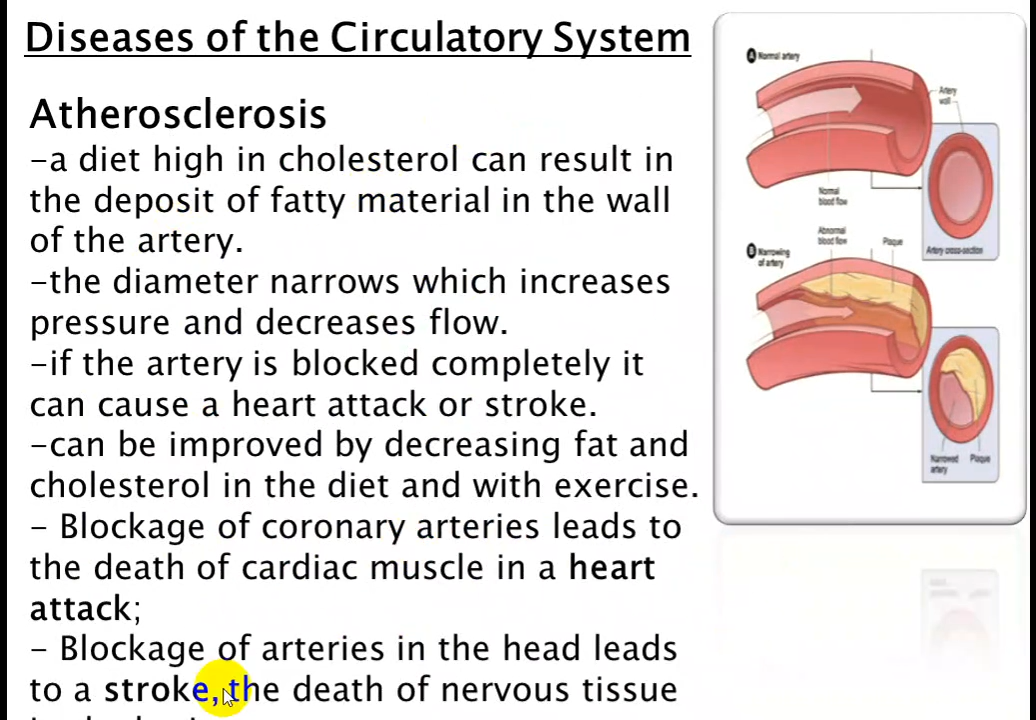 Diseases of the Circulatory System
Atherosclerosis
-a diet high in cholesterol can result in
the deposit of fatty material in the wall
of the artery.
-the diameter narrows which increases
pressure and decreases flow.
-if the artery is blocked completely it
can cause a heart attack or stroke.
-can be improved by decreasing fat and
cholesterol in the diet and with exercise.
- Blockage of coronary arteries leads to
the death of cardiac muscle in a heart
attack;
- Blockage of arteries in the head leads
to a stroke, the death of nervous tissue
A Normal artery
Artery
wall
Normal
blood flow
Artery cross-section
Abnormal
blood flow
Plaque
B Narrowing
of artery
Narrowed
artery
Plaque